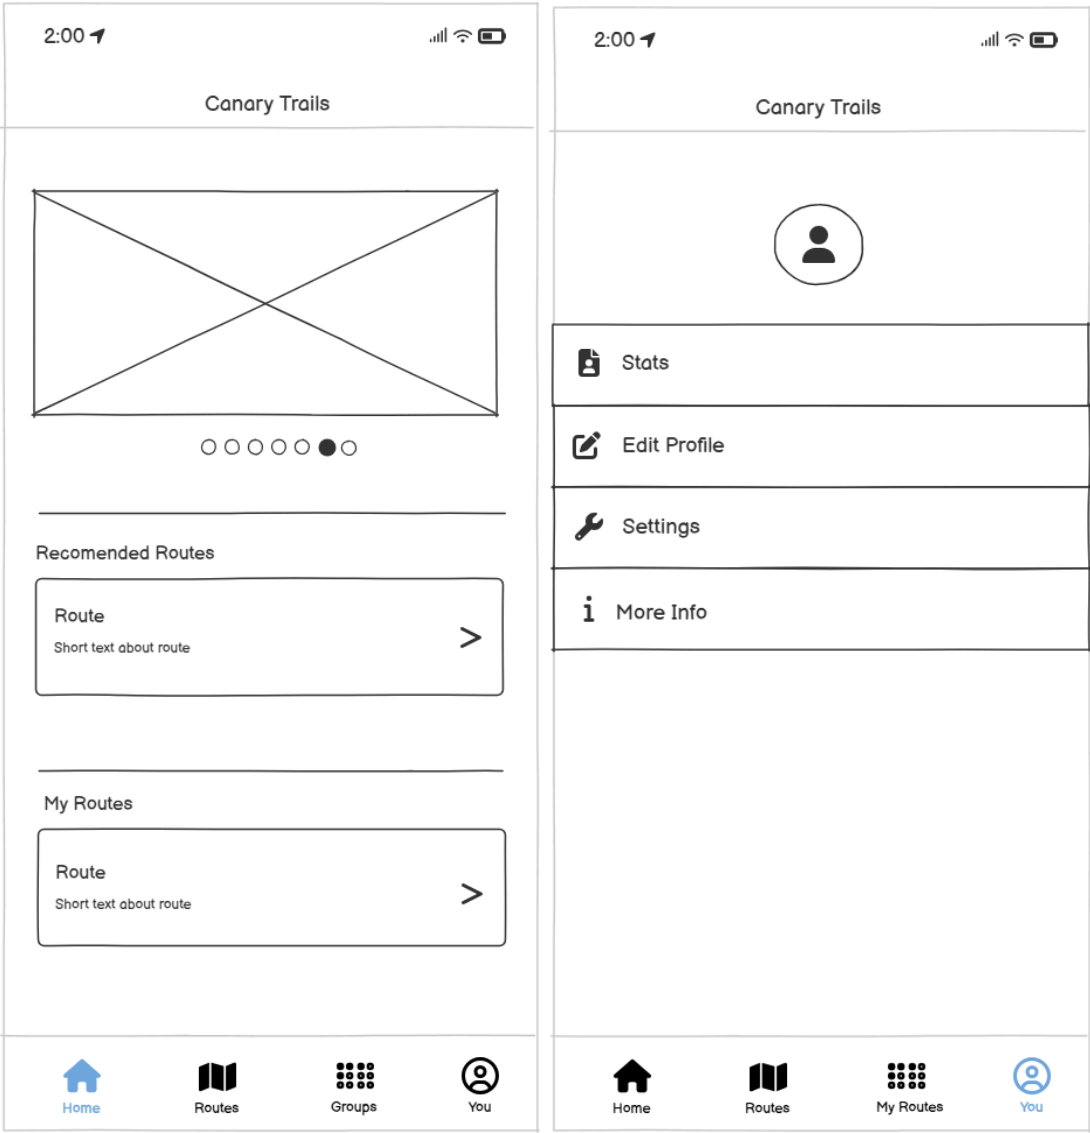 2:00
Canary Trails
Recomended Routes
Route
Short text about route
My Routes
Route
Short text about route
Home
Routes
Groups
You
2:00
Canary Trails
Stats
Edit Profile
Settings
More Info
Home
Routes
My Routes
You